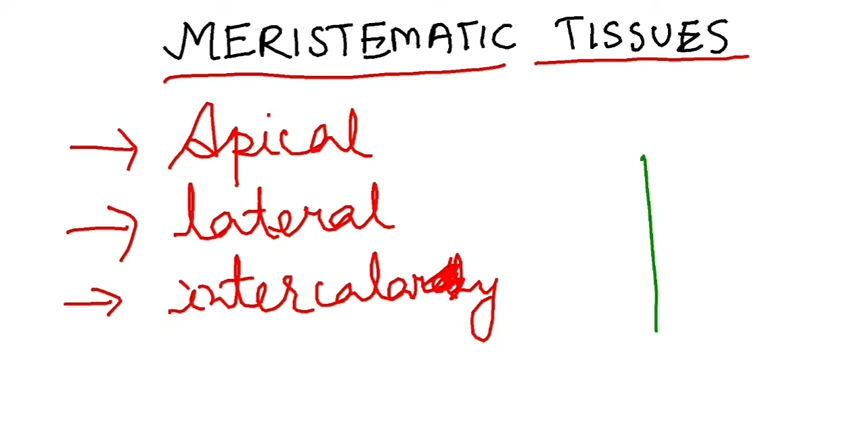 MERISTEMATIC TISSUES
→ Apical
→ lateral
→ intercalary